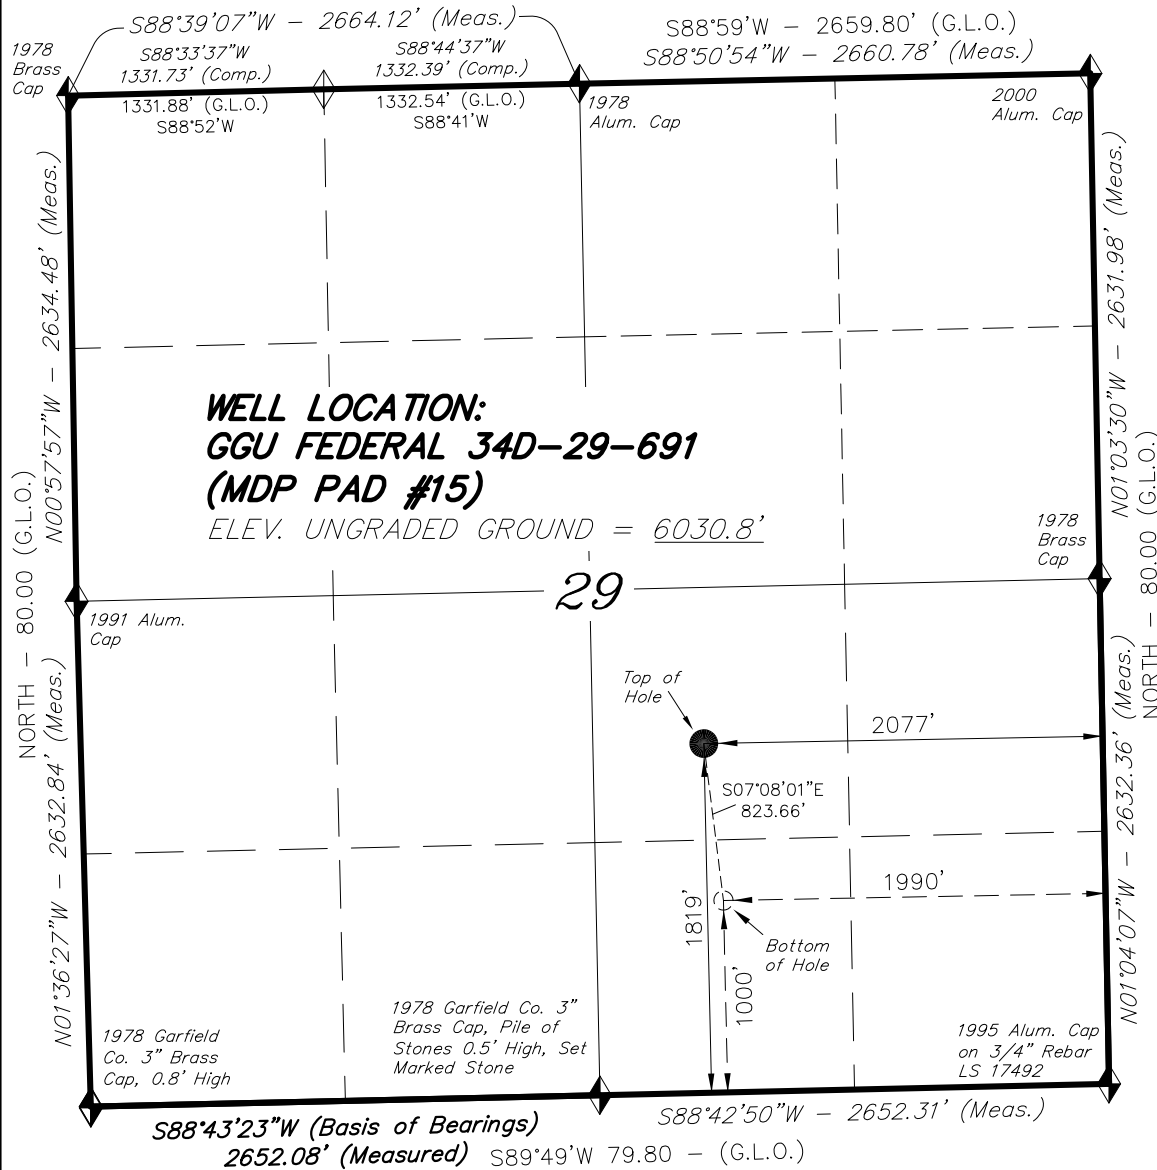 S88°39'07"W - 2664.12' (Meas.)
S88°59'W - 2659.80' (G.L.O.)
S88°50'54"W - 2660.78' (Meas.)
1978
Brass
Cap
S88°33'37"W
1331.73' (Comp.)
S88°44'37"W
1332.39' (Comp.)
1331.88' (G.L.O.)
S88°52'W
1332.54' (G.L.O.)
S88°41'W
1978
Alum. Cap
2000
Alum. Cap
N00°57'57"W - 2634.48' (Meas.)
N01°03'30"W - 2631.98' (Meas.)
WELL LOCATION:
GGU FEDERAL 34D-29-691
(MDP PAD #15)
ELEV. UNGRADED GROUND = 6030.8'
NORTH - 80.00 (G.L.O.)
NORTH - 80.00 (G.L.O.)
1978
Brass
Cap
29
1991 Alum.
Cap
Top of
Hole
2077'
S07°08'01"E
823.66'
1990'
1819'
1000'
Bottom
of Hole
N01°36'27"W - 2632.84' (Meas.)
N01°04'07"W - 2632.36' (Meas.)
1978 Garfield
Co. 3" Brass
Cap, 0.8' High
1978 Garfield Co. 3"
Brass Cap, Pile of
Stones 0.5' High, Set
Marked Stone
1995 Alum. Cap
on 3/4" Rebar
LS 17492
S88°43'23"W (Basis of Bearings)
2652.08' (Measured)
S88°42'50"W - 2652.31' (Meas.)
S89°49'W 79.80 - (G.L.O.)